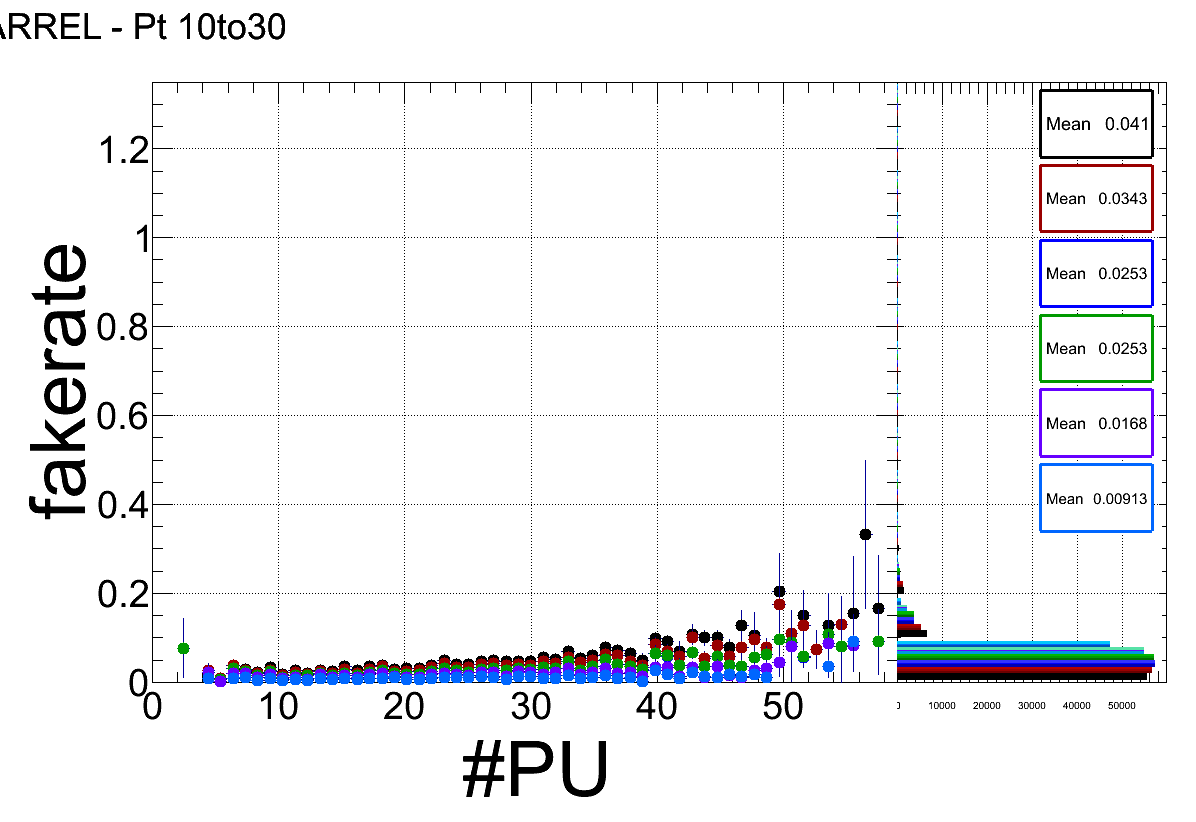 ARREL - Pt 10to30
fakerate
1.2
1
0.8
0.6
0.4
0.2
0
0 10 20 30 40 50
#PU
0 10000 20000 30000 40000 50000
Mean 0.041
Mean 0.0343
Mean 0.0253
Mean 0.0253
Mean 0.0168
Mean 0.00913